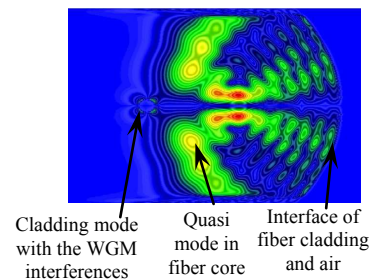 Cladding mode
with the WGM
interferences
Quasi
mode in
fiber core
Interface of
fiber cladding
and air